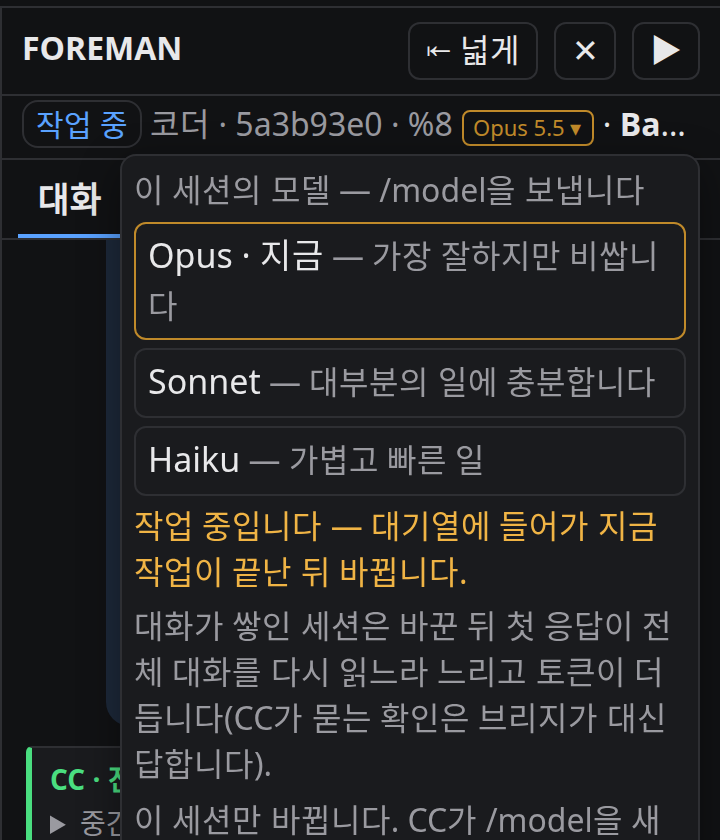 FOREMAN
⇤ 넓게 ✕ ▶
작업 중 코더 · 5a3b93e0 · %8 Opus 5.5 ▾ · Ba…
대화
이 세션의 모델 — /model을 보냅니다
Opus · 지금 — 가장 잘하지만 비쌉니
다
Sonnet — 대부분의 일에 충분합니다
Haiku — 가볍고 빠른 일
작업 중입니다 — 대기열에 들어가 지금
작업이 끝난 뒤 바뀝니다.
대화가 쌓인 세션은 바꾼 뒤 첫 응답이 전
체 대화를 다시 읽느라 느리고 토큰이 더
듭니다(CC가 묻는 확인은 브리지가 대신
답합니다).
CC ·
▶ 중간
이 세션만 바뀝니다. CC가 /model을 새